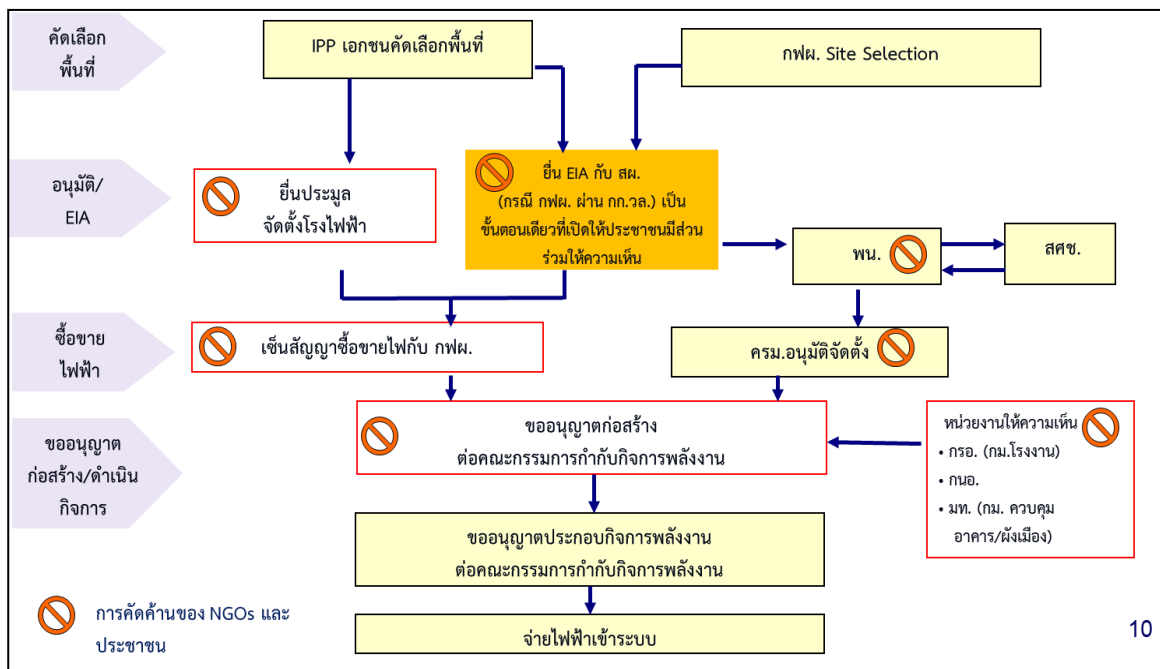 คัดเลือก
พื้นที่
IPP เอกชนคัดเลือกพื้นที่
กฟผ. Site Selection
อนุมัติ/
EIA
ยื่นประมูล
จัดตั้งโรงไฟฟ้า
ยื่น EIA กับ สผ.
(กรณี กฟผ. ผ่าน กก.วล.) เป็น
ขั้นตอนเดียวที่เปิดให้ประชาชนมีส่วน
ร่วมให้ความเห็น
พน.
สศช.
ซื้อขาย
ไฟฟ้า
เซ็นสัญญาซื้อขายไฟกับ กฟผ.
ครม.อนุมัติจัดตั้ง
ขออนุญาต
ก่อสร้าง/ดำเนิน
กิจการ
ขออนุญาตก่อสร้าง
ต่อคณะกรรมการกำกับกิจการพลังงาน
หน่วยงานให้ความเห็น
• กรอ. (กม.โรงงาน)
• กนอ.
• มท. (กม. ควบคุม
อาคาร/ผังเมือง)
ขออนุญาตประกอบกิจการพลังงาน
ต่อคณะกรรมการกำกับกิจการพลังงาน
จ่ายไฟฟ้าเข้าระบบ
การคัดค้านของ NGOs และ
ประชาชน
10